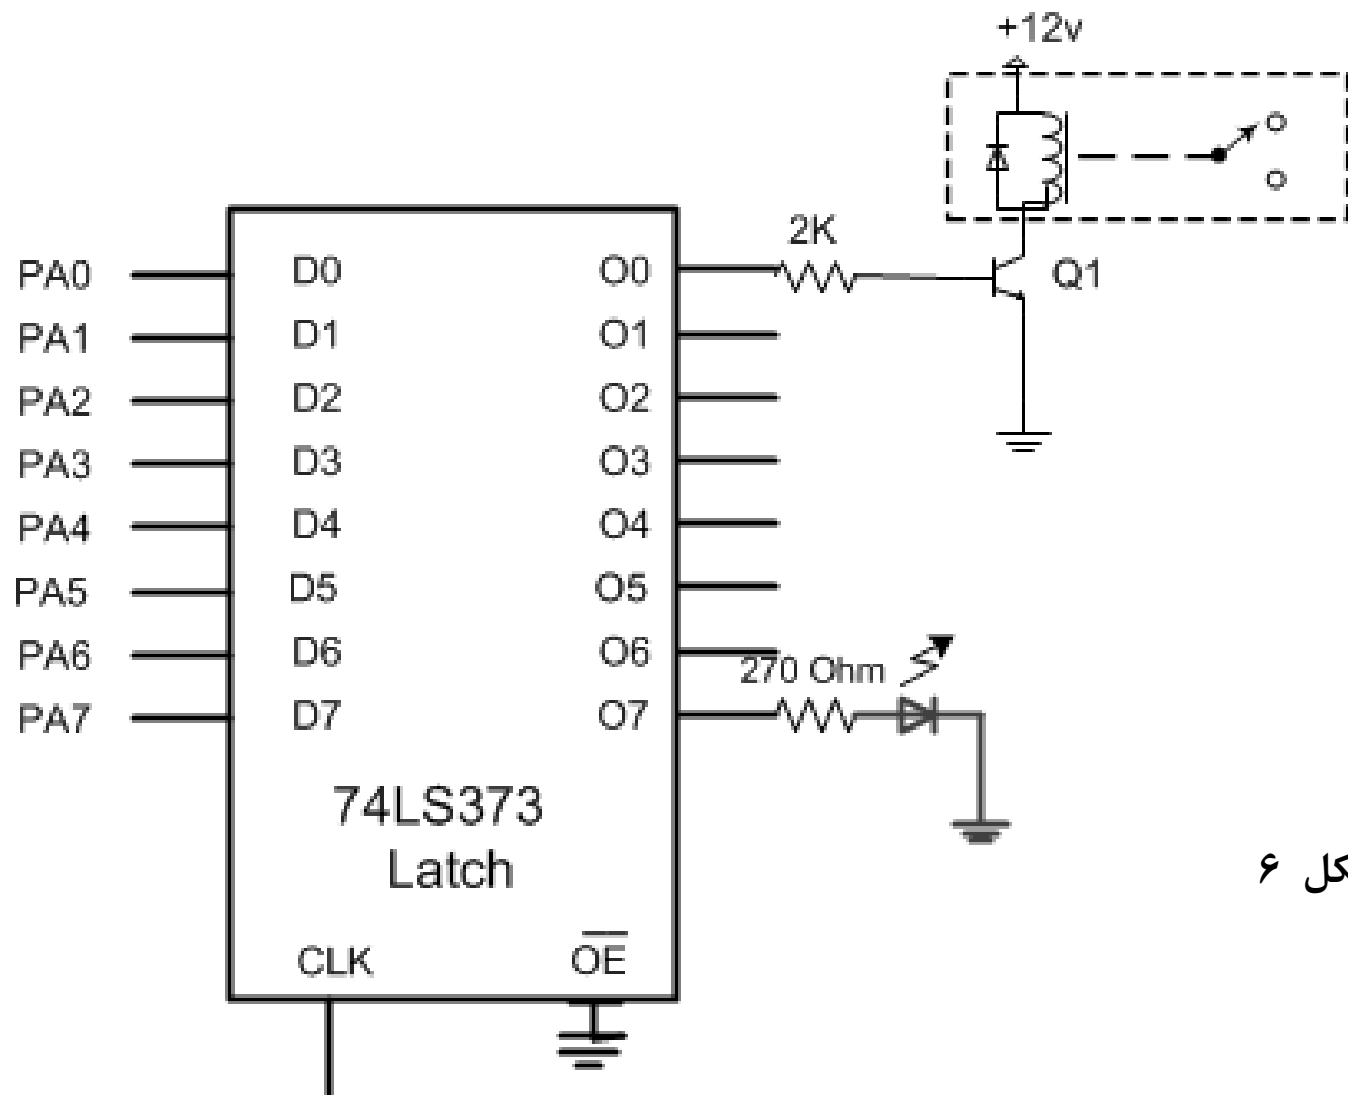 +12v
2K
Q1
PA0 D0 O0
PA1 D1 O1
PA2 D2 O2
PA3 D3 O3
PA4 D4 O4
PA5 D5 O5
PA6 D6 O6
270 Ohm
PA7 D7 O7
74LS373
Latch
کل ۶
CLK OE